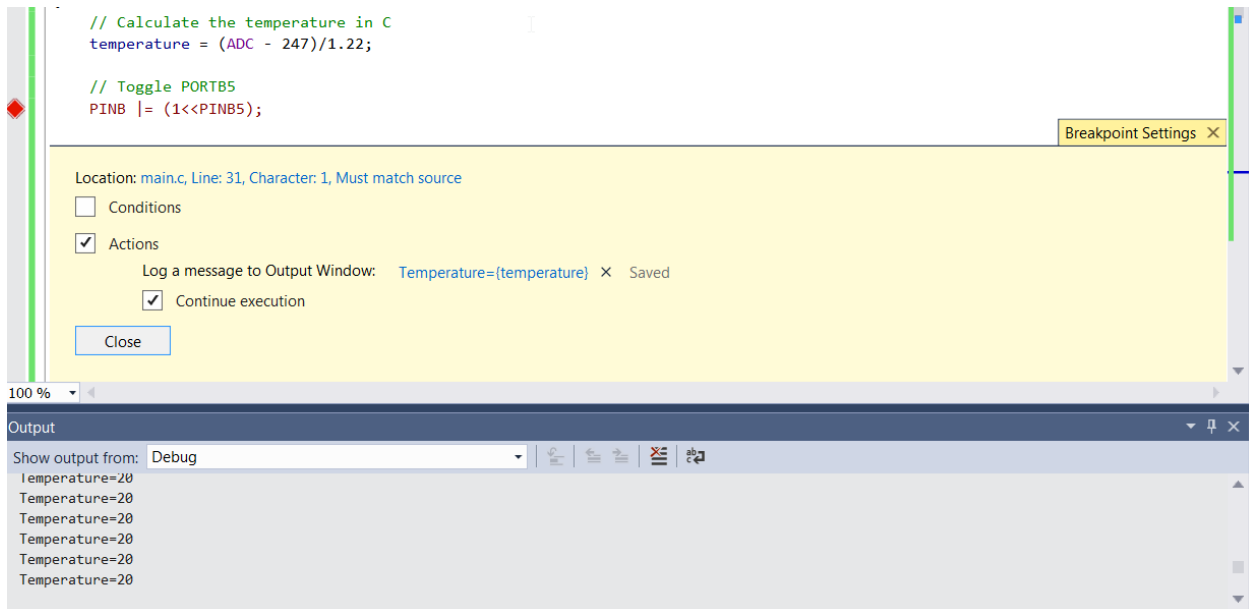 // Calculate the temperature in C
temperature = (ADC - 247)/1.22;
// Toggle PORTB5
PINB |= (1<<PINB5);
Breakpoint Settings
Location: main.c, Line: 31, Character: 1, Must match source
Conditions
Actions
Log a message to Output Window: Temperature={temperature} Saved
Continue execution
Close
100 %
Output
Show output from: Debug
Temperature=20
Temperature=20
Temperature=20
Temperature=20
Temperature=20
Temperature=20